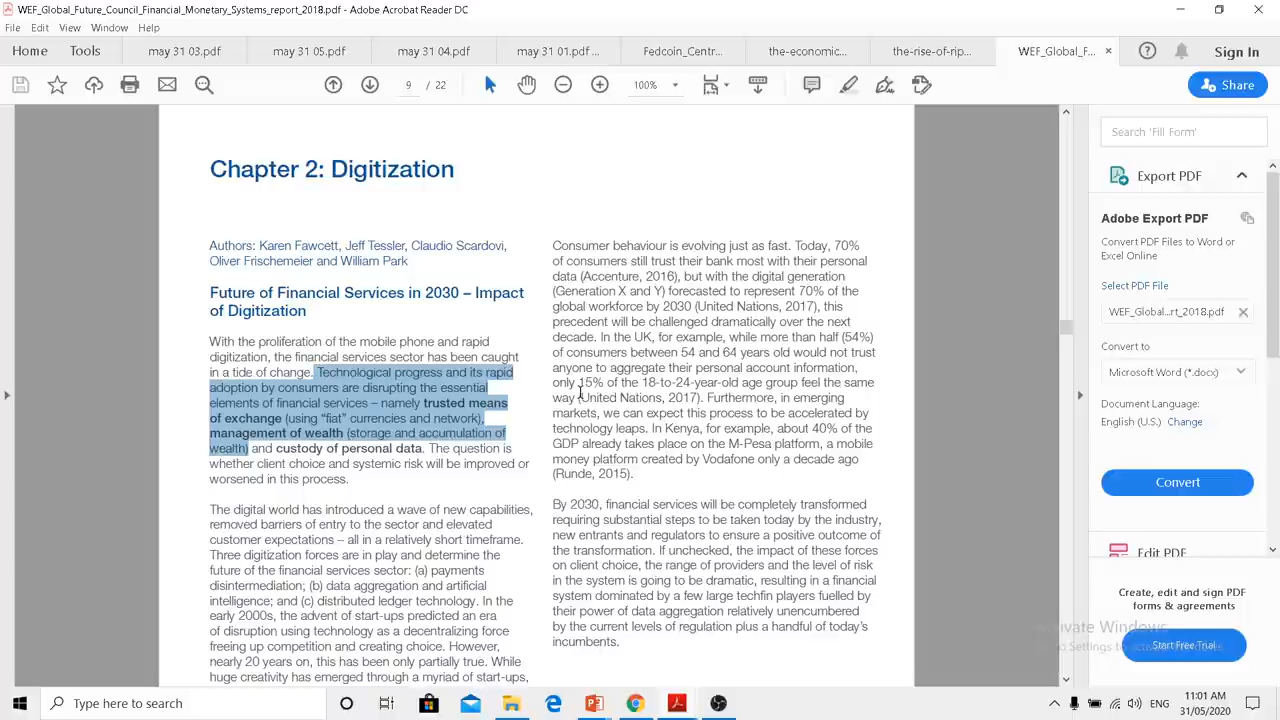 WEF_Global_Future_Council_Financial_Monetary_Systems_report_2018.pdf - Adobe Acrobat Reader DC
File Edit View Window Help
Home Tools may 31 03.pdf may 31 05.pdf may 31 04.pdf may 31 01.pdf ... Fedcoin_Centr... the-economic... the-rise-of-rip... WEF_Global_F... × Sign In
9 / 22 100% Share
Chapter 2: Digitization
Authors: Karen Fawcett, Jeff Tessler, Claudio Scardovi,
Oliver Frischemeier and William Park
Future of Financial Services in 2030 – Impact
of Digitization
With the proliferation of the mobile phone and rapid
digitization, the financial services sector has been caught
in a tide of change. Technological progress and its rapid
adoption by consumers are disrupting the essential
elements of financial services – namely trusted means
of exchange (using “fiat” currencies and network),
management of wealth (storage and accumulation of
wealth) and custody of personal data. The question is
whether client choice and systemic risk will be improved or
worsened in this process.
The digital world has introduced a wave of new capabilities,
removed barriers of entry to the sector and elevated
customer expectations – all in a relatively short timeframe.
Three digitization forces are in play and determine the
future of the financial services sector: (a) payments
disintermediation; (b) data aggregation and artificial
intelligence; and (c) distributed ledger technology. In the
early 2000s, the advent of start-ups predicted an era
of disruption using technology as a decentralizing force
freeing up competition and creating choice. However,
nearly 20 years on, this has been only partially true. While
huge creativity has emerged through a myriad of start-ups,
Consumer behaviour is evolving just as fast. Today, 70%
of consumers still trust their bank most with their personal
data (Accenture, 2016), but with the digital generation
(Generation X and Y) forecasted to represent 70% of the
global workforce by 2030 (United Nations, 2017), this
precedent will be challenged dramatically over the next
decade. In the UK, for example, while more than half (54%)
of consumers between 54 and 64 years old would not trust
anyone to aggregate their personal account information,
only 15% of the 18-to-24-year-old age group feel the same
way (United Nations, 2017). Furthermore, in emerging
markets, we can expect this process to be accelerated by
technology leaps. In Kenya, for example, about 40% of the
GDP already takes place on the M-Pesa platform, a mobile
money platform created by Vodafone only a decade ago
(Runde, 2015).
By 2030, financial services will be completely transformed
requiring substantial steps to be taken today by the industry,
new entrants and regulators to ensure a positive outcome of
the transformation. If unchecked, the impact of these forces
on client choice, the range of providers and the level of risk
in the system is going to be dramatic, resulting in a financial
system dominated by a few large techfin players fuelled by
their power of data aggregation relatively unencumbered
by the current levels of regulation plus a handful of today’s
incumbents.
Search 'Fill Form'
Export PDF
Adobe Export PDF
Convert PDF Files to Word or
Excel Online
Select PDF File
WEF_Global...rt_2018.pdf
Convert to
Microsoft Word (*.docx)
Document Language:
English (U.S.) Change
Convert
Edit PDF
Create, edit and sign PDF
forms & agreements
Start Free Trial
Type here to search
ENG
11:01 AM
31/05/2020